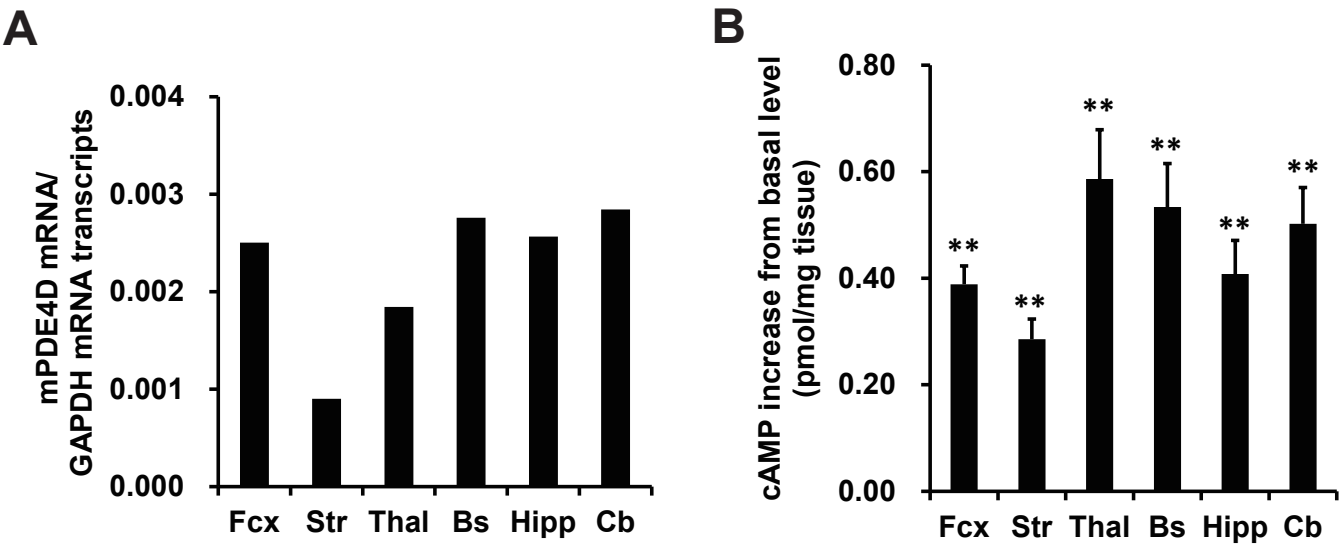 A
mPDE4D mRNA/
GAPDH mRNA transcripts
0.004
0.003
0.002
0.001
0.000
Fcx Str Thal Bs Hipp Cb
B
cAMP increase from basal level
(pmol/mg tissue)
0.80
0.60
0.40
0.20
0.00
** ** ** ** ** **
Fcx Str Thal Bs Hipp Cb